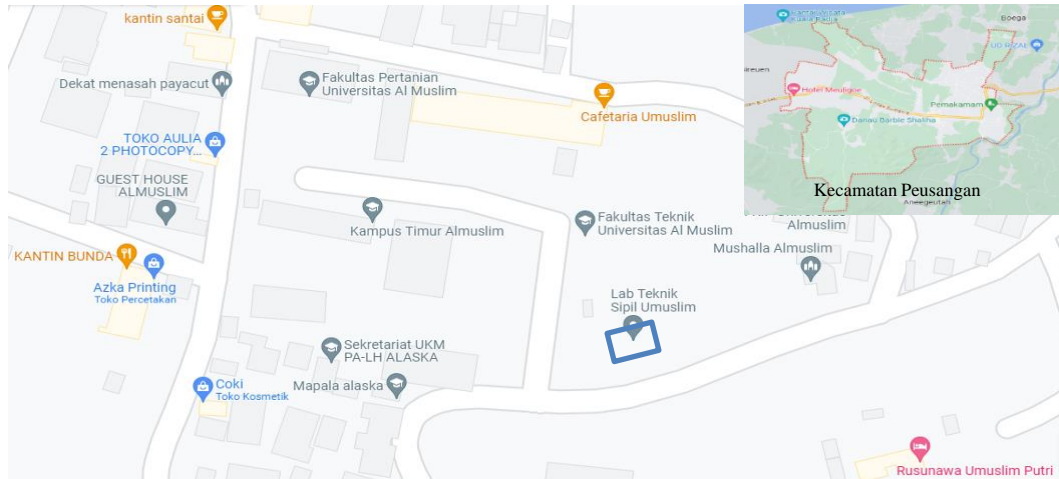 kantin santai
Dekat menasah payacut
Fakultas Pertanian
Universitas Al Muslim
Cafetaria Umuslim
TOKO AULIA
2 PHOTOCOPY...
GUEST HOUSE
ALMUSLIM
Kampus Timur Almuslim
Fakultas Teknik
Universitas Al Muslim
Almuslim
Mushalla Almuslim
KANTIN BUNDA
Azka Printing
Toko Percetakan
Lab Teknik
Sipil Umuslim
Sekretariat UKM
PA-LH ALASKA
Mapala alaska
Coki
Toko Kosmetik
Rusunawa Umuslim Putri
Boega
UD RIZAL
Hotel Meuligoe
Pemakamam
Kecamatan Peusangan